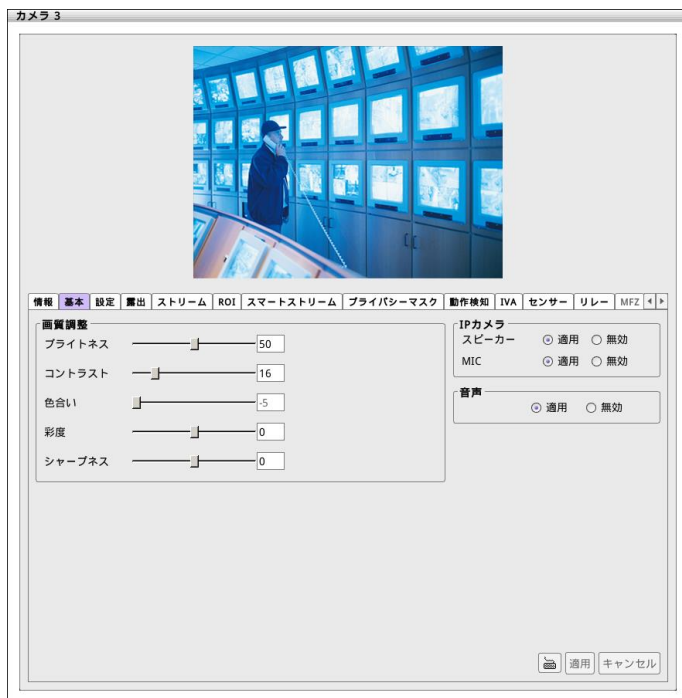 カメラ 3
情報 基本 設定 露出 ストリーム ROI スマートストリーム プライバシーマスク 動作検知 IVA センサー リレー MFZ
画質調整
ブライトネス 50
コントラスト 16
色合い -5
彩度 0
シャープネス 0
IPカメラ
スピーカー 適用 無効
MIC 適用 無効
音声
適用 無効
適用 キャンセル